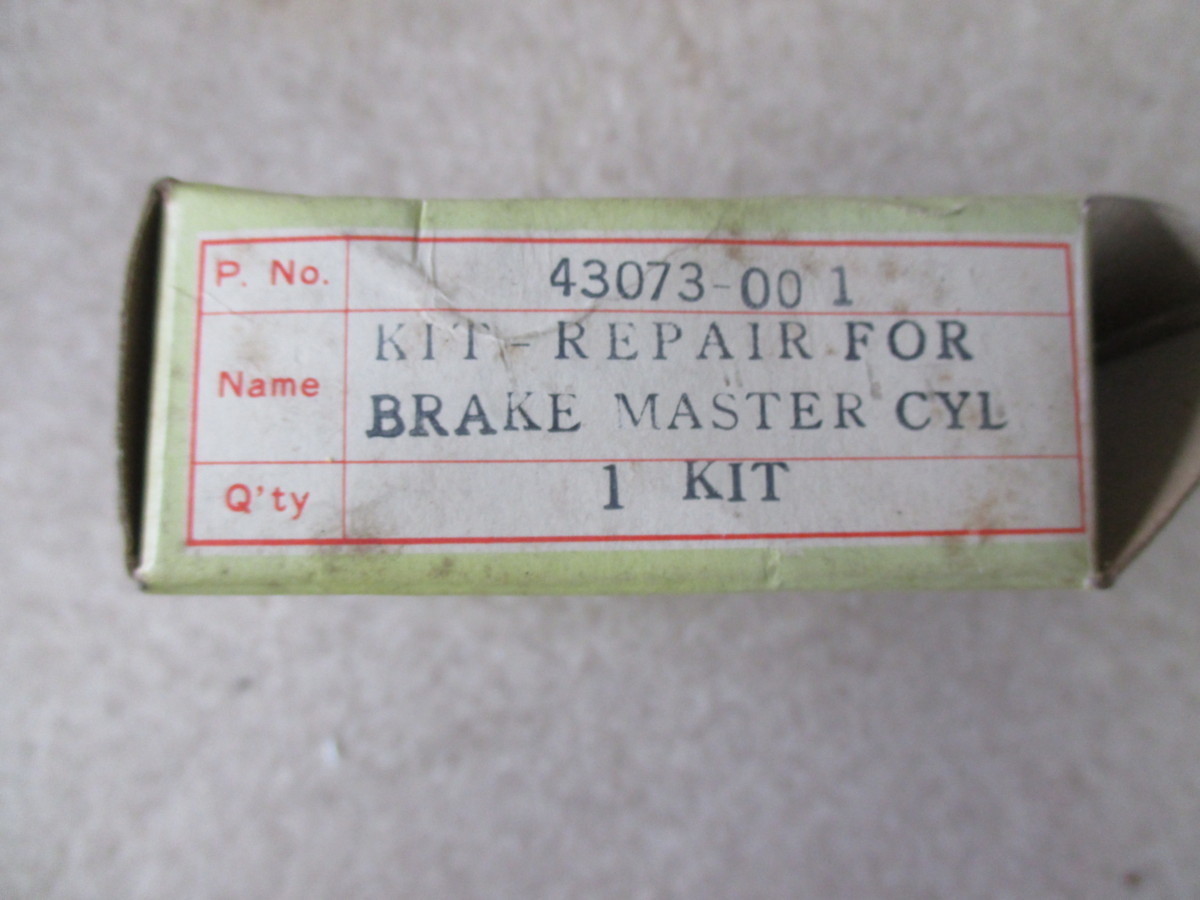 P. No. 43073-00 1
Name KIT-REPAIR FOR
BRAKE MASTER CYL
Q'ty 1 KIT